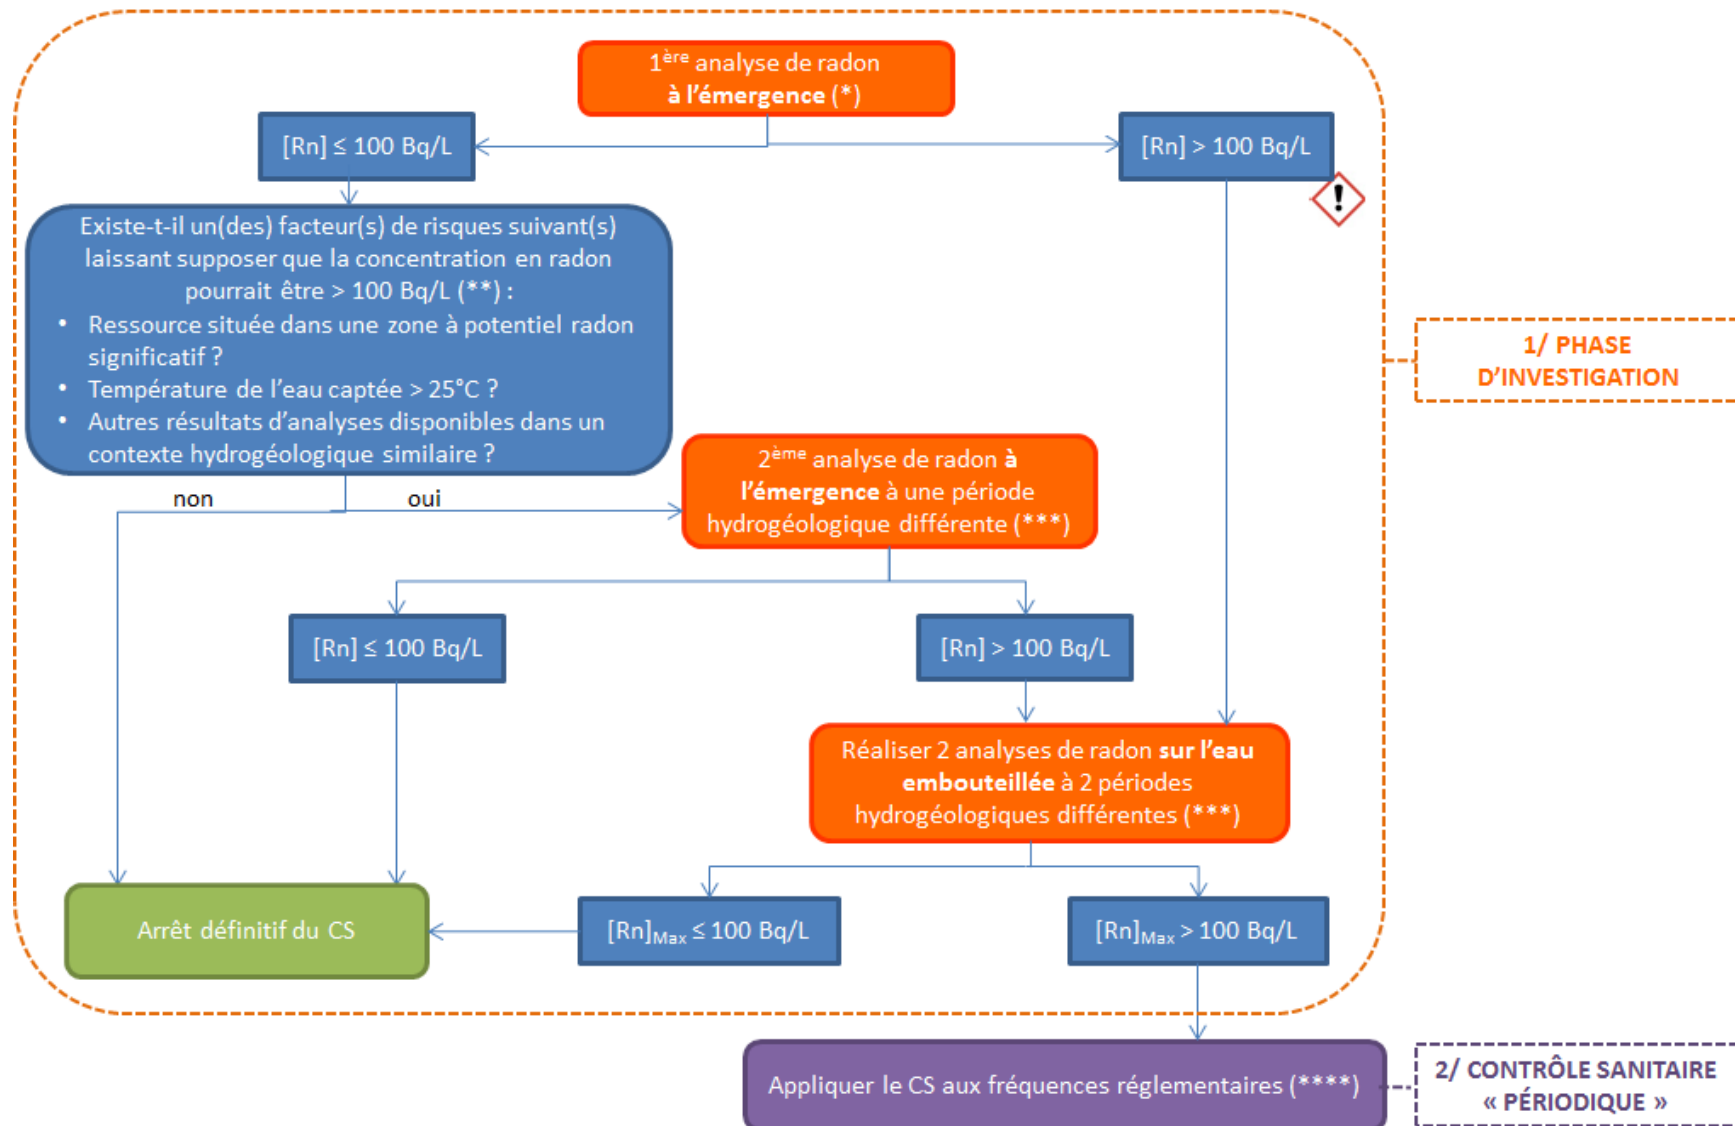 1ère analyse de radon
à l'émergence (*)
[Rn] ≤ 100 Bq/L
[Rn] > 100 Bq/L
!
Existe-t-il un(des) facteur(s) de risques suivant(s)
laissant supposer que la concentration en radon
pourrait être > 100 Bq/L (**) :
• Ressource située dans une zone à potentiel radon
significatif ?
• Température de l'eau captée > 25°C ?
• Autres résultats d'analyses disponibles dans un
contexte hydrogéologique similaire ?
1/ PHASE
D'INVESTIGATION
non
oui
2ème analyse de radon à
l'émergence à une période
hydrogéologique différente (***)
[Rn] ≤ 100 Bq/L
[Rn] > 100 Bq/L
Réaliser 2 analyses de radon sur l'eau
embouteillée à 2 périodes
hydrogéologiques différentes (***)
Arrêt définitif du CS
[Rn]Max ≤ 100 Bq/L
[Rn]Max > 100 Bq/L
Appliquer le CS aux fréquences réglementaires (****)
2/ CONTRÔLE SANITAIRE
« PÉRIODIQUE »